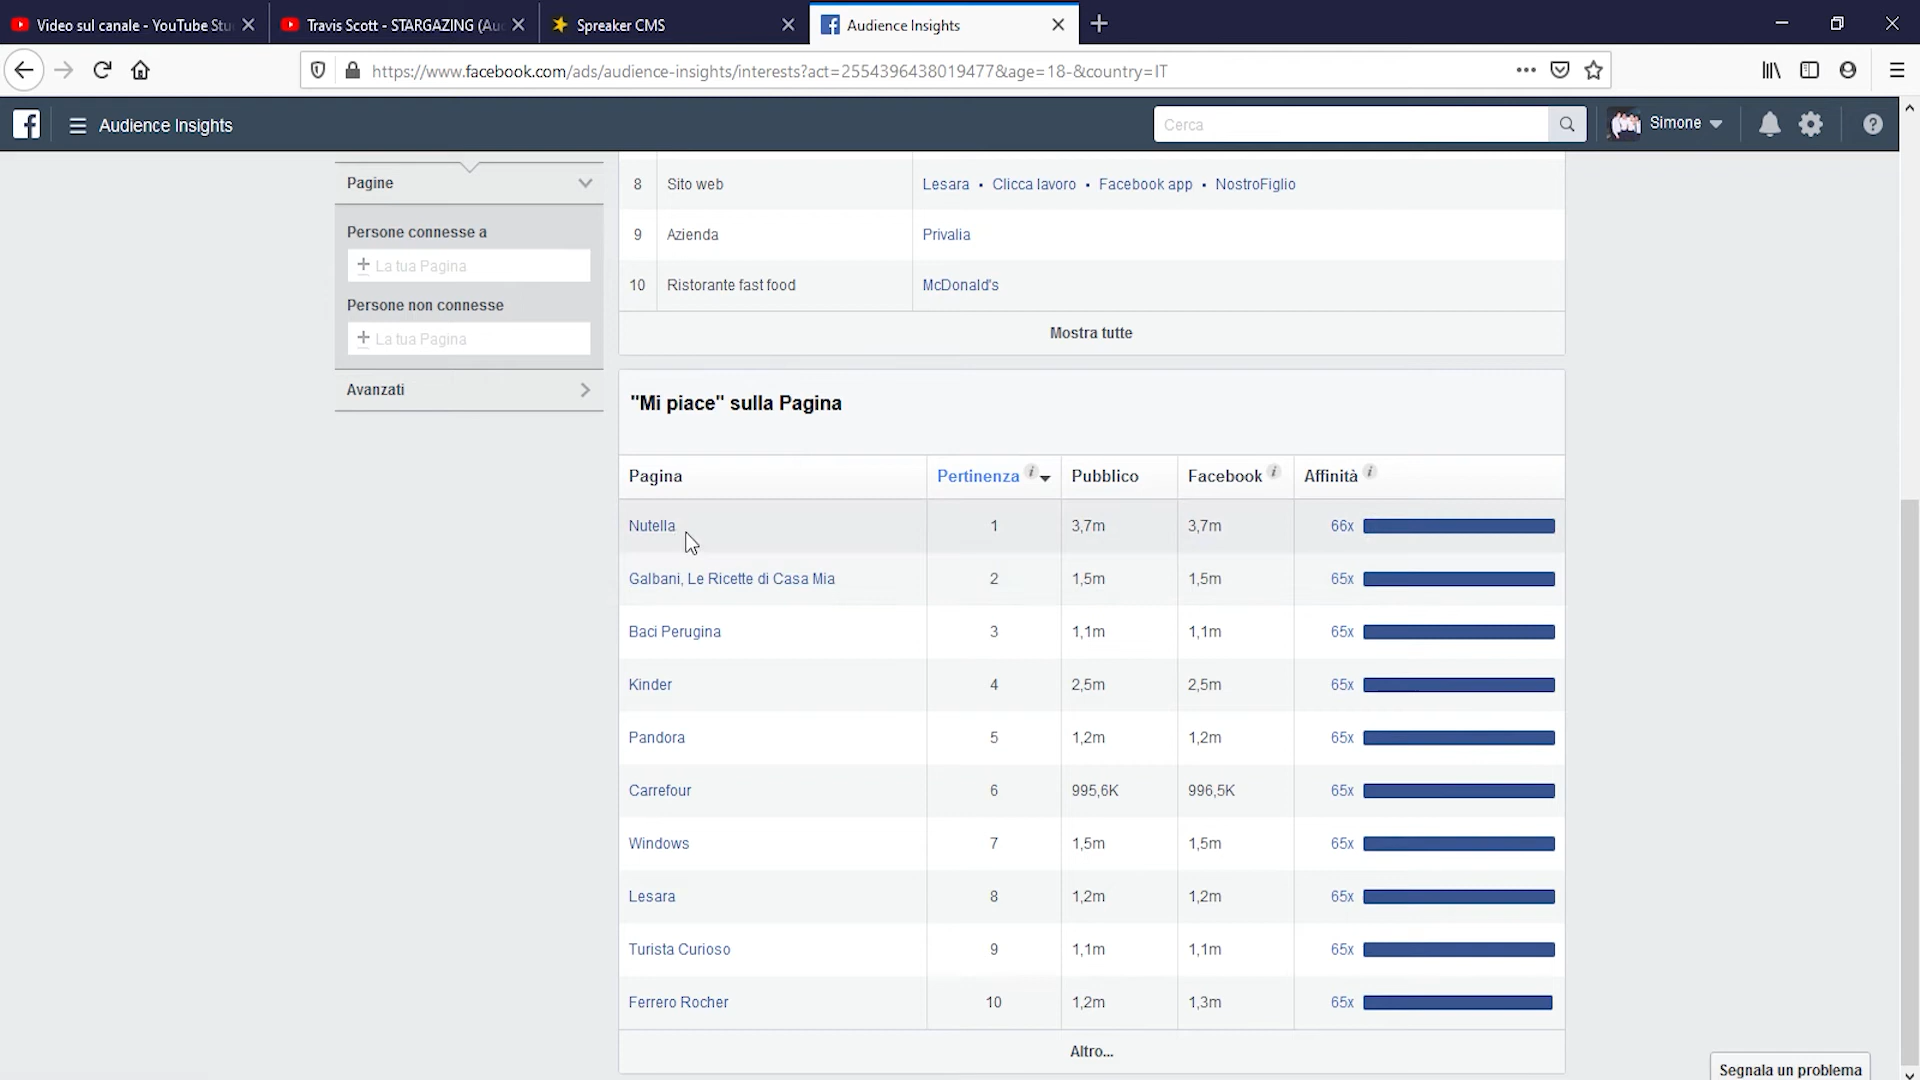 Video sul canale - YouTube Stu
Travis Scott - STARGAZING (Au
Spreaker CMS
Audience Insights
https://www.facebook.com/ads/audience-insights/interests?act=2554396438019477&age=18-&country=IT
Audience Insights
Cerca
Simone
Pagine
Persone connesse a
+ La tua Pagina
Persone non connesse
+ La tua Pagina
Avanzati
8 Sito web Lesara • Clicca lavoro • Facebook app • NostroFiglio
9 Azienda Privalia
10 Ristorante fast food McDonald's
Mostra tutte
"Mi piace" sulla Pagina
Pagina Pertinenza i Pubblico Facebook i Affinità i
Nutella 1 3,7m 3,7m 66x
Galbani, Le Ricette di Casa Mia 2 1,5m 1,5m 65x
Baci Perugina 3 1,1m 1,1m 65x
Kinder 4 2,5m 2,5m 65x
Pandora 5 1,2m 1,2m 65x
Carrefour 6 995,6K 996,5K 65x
Windows 7 1,5m 1,5m 65x
Lesara 8 1,2m 1,2m 65x
Turista Curioso 9 1,1m 1,1m 65x
Ferrero Rocher 10 1,2m 1,3m 65x
Altro...
Segnala un problema